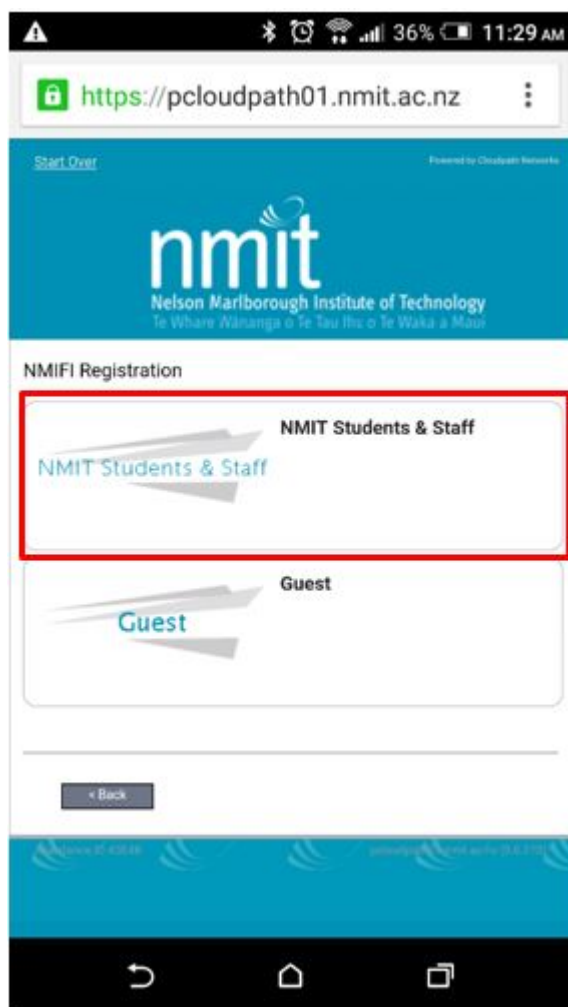 36% 11:29 AM
https://pcloudpath01.nmit.ac.nz
Start Over
Powered by Cloudpath Networks
nmit
Nelson Marlborough Institute of Technology
Te Whare Wānanga o Te Tau Ihu o Te Waka a Maui
NMIFI Registration
NMIT Students & Staff
NMIT Students & Staff
Guest
Guest
< Back